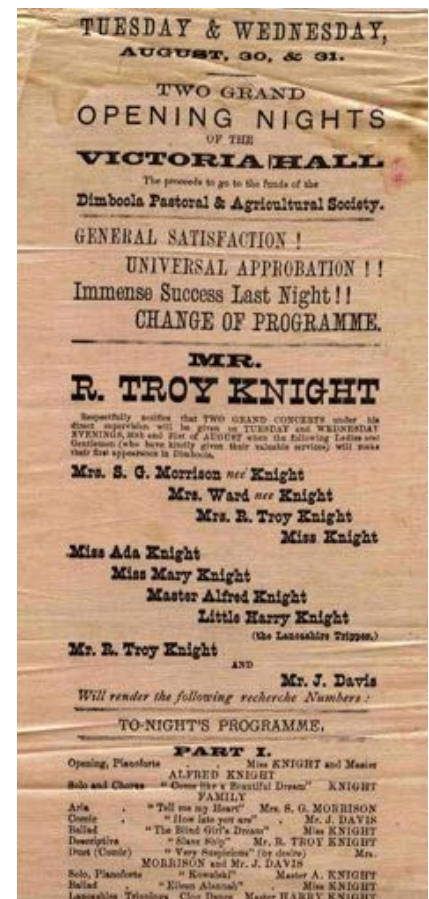 TUESDAY & WEDNESDAY,
AUGUST, 30, & 31.
TWO GRAND
OPENING NIGHTS
OF THE
VICTORIA HALL
The proceeds to go to the funds of the
Dimboola Pastoral & Agricultural Society.
GENERAL SATISFACTION !
UNIVERSAL APPROBATION ! !
Immense Success Last Night ! !
CHANGE OF PROGRAMME.
MR.
R. TROY KNIGHT
Respectfully notifies that TWO GRAND CONCERTS under his
direct supervision will be given on TUESDAY and WEDNESDAY
EVENINGS, 30th and 31st of AUGUST when the following Ladies and
Gentlemen (who have kindly given their valuable services) will make
their first appearance in Dimboola.
Mrs. S. G. Morrison neé Knight
Mrs. Ward nee Knight
Mrs. R. Troy Knight
Miss Knight
Miss Ada Knight
Miss Mary Knight
Master Alfred Knight
Little Harry Knight
(the Lancashire Tripper.)
Mr. R. Troy Knight
AND
Mr. J. Davis
Will render the following recherche Numbers :
TO-NIGHT'S PROGRAMME,
PART I.
Opening, Pianoforte . . Miss KNIGHT and Master
ALFRED KNIGHT
Solo and Chorus "Come like a Beautiful Dream" KNIGHT
FAMILY
Aria . "Tell me my Heart" Mrs. S. G. MORRISON
Comic . "How late you are" . Mr. J. DAVIS
Ballad "The Blind Girl's Dream" Miss KNIGHT
Descriptive "Slave Ship" Mr. R. TROY KNIGHT
Duet (Comic) "Very Suspicious" (by desire) Mrs.
MORRISON and Mr. J. DAVIS
Solo, Pianoforte "Kowalski" Master A. KNIGHT
Ballad "Eileen Alannah" Miss KNIGHT
Lancashire Trippings Clog Dance Master HARRY KNIGHT